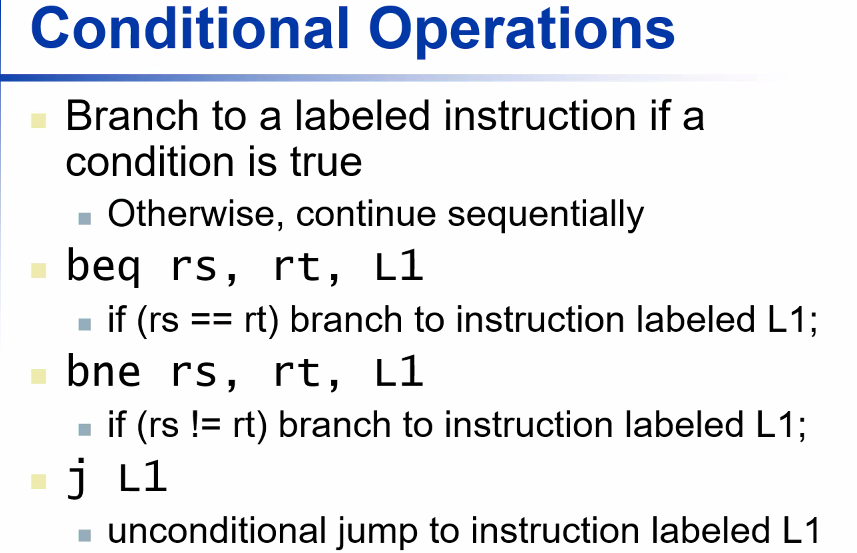 Conditional Operations
Branch to a labeled instruction if a
condition is true
Otherwise, continue sequentially
beq rs, rt, L1
if (rs == rt) branch to instruction labeled L1;
bne rs, rt, L1
if (rs != rt) branch to instruction labeled L1;
j L1
unconditional jump to instruction labeled L1